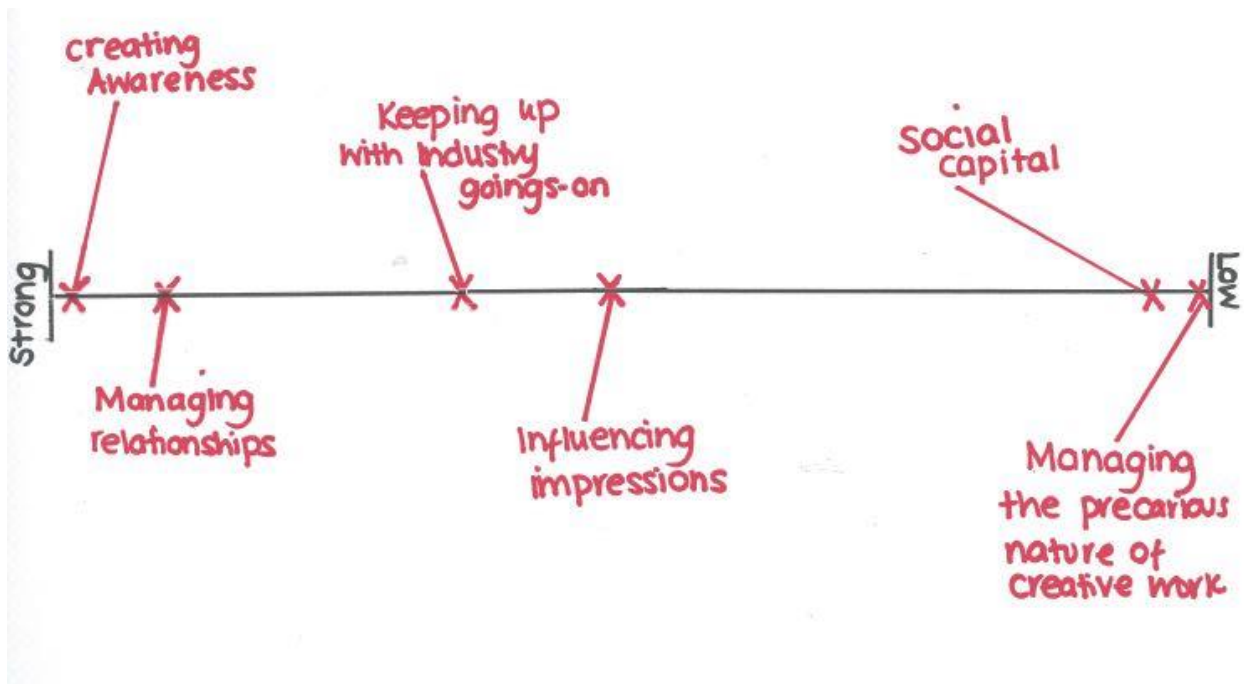 creating
Awareness
Keeping up
with industry
goings-on
social
capital
Strong
Low
Managing
relationships
Influencing
impressions
Managing
the precarious
nature of
creative work